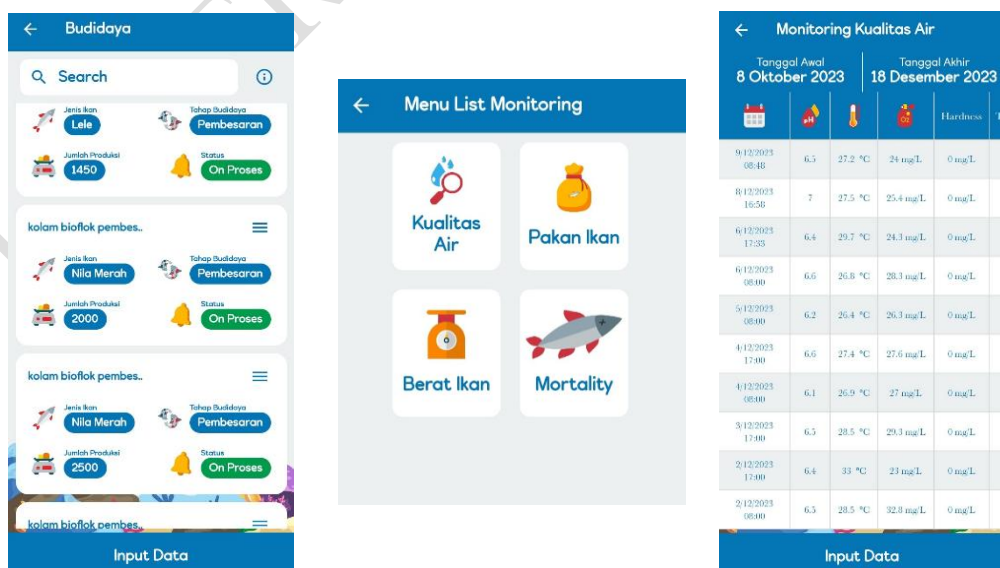 Budidaya
Search
Jenis Ikan
Lele
Tahap Budidaya
Pembesaran
Jumlah Produksi
1450
Status
On Proses
kolam bioflok pembes..
Jenis Ikan
Nila Merah
Tahap Budidaya
Pembesaran
Jumlah Produksi
2000
Status
On Proses
kolam bioflok pembes..
Jenis Ikan
Nila Merah
Tahap Budidaya
Pembesaran
Jumlah Produksi
2500
Status
On Proses
kolam bioflok pembes..
Input Data
Menu List Monitoring
Kualitas
Air
Pakan Ikan
Berat Ikan
Mortality
Monitoring Kualitas Air
Tanggal Awal
8 Oktober 2023
Tanggal Akhir
18 Desember 2023
pH O2 Hardness
9/12/2023
08:48
6.5 27.2 °C 24 mg/L 0 mg/L
8/12/2023
16:58
7 27.5 °C 25.4 mg/L 0 mg/L
6/12/2023
17:33
6.4 29.7 °C 24.3 mg/L 0 mg/L
6/12/2023
08:00
6.6 26.8 °C 28.3 mg/L 0 mg/L
5/12/2023
08:00
6.2 26.4 °C 26.3 mg/L 0 mg/L
4/12/2023
17:00
6.6 27.4 °C 27.6 mg/L 0 mg/L
4/12/2023
08:00
6.1 26.9 °C 27 mg/L 0 mg/L
3/12/2023
17:00
6.5 28.5 °C 29.3 mg/L 0 mg/L
2/12/2023
17:00
6.4 33 °C 23 mg/L 0 mg/L
2/12/2023
08:00
6.5 28.5 °C 32.8 mg/L 0 mg/L
Input Data